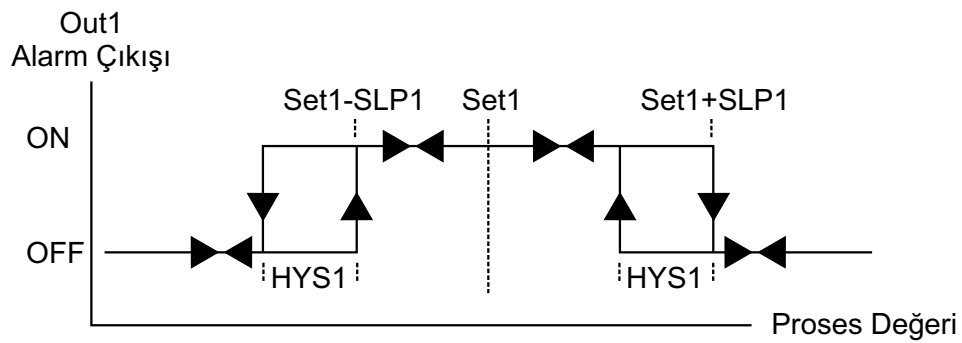 Out1
Alarm Çıkışı
Set1-SLP1 Set1 Set1+SLP1
ON
OFF
HYS1 HYS1
Proses Değeri